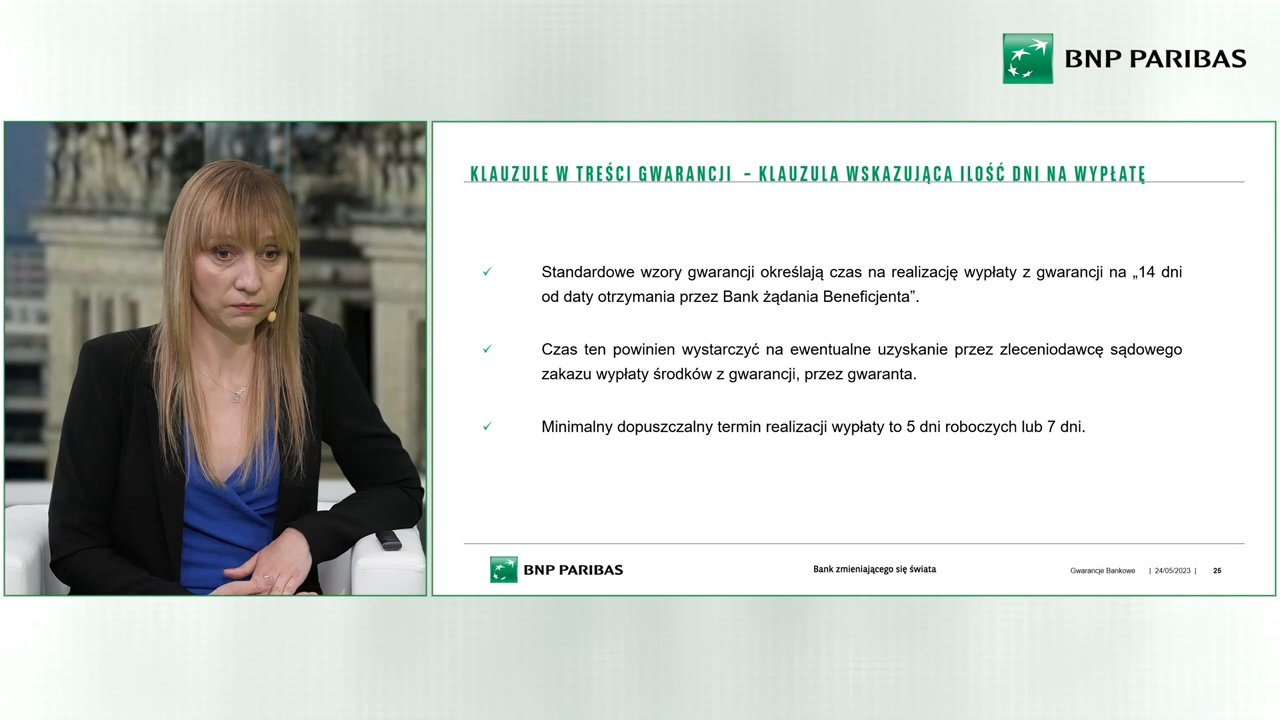 BNP PARIBAS
KLAUZULE W TREŚCI GWARANCJI – KLAUZULA WSKAZUJĄCA ILOŚĆ DNI NA WYPŁATĘ
✓ Standardowe wzory gwarancji określają czas na realizację wypłaty z gwarancji na „14 dni
od daty otrzymania przez Bank żądania Beneficjenta”.
✓ Czas ten powinien wystarczyć na ewentualne uzyskanie przez zleceniodawcę sądowego
zakazu wypłaty środków z gwarancji, przez gwaranta.
✓ Minimalny dopuszczalny termin realizacji wypłaty to 5 dni roboczych lub 7 dni.
BNP PARIBAS
Bank zmieniającego się świata
Gwarancje Bankowe | 24/05/2023 | 25